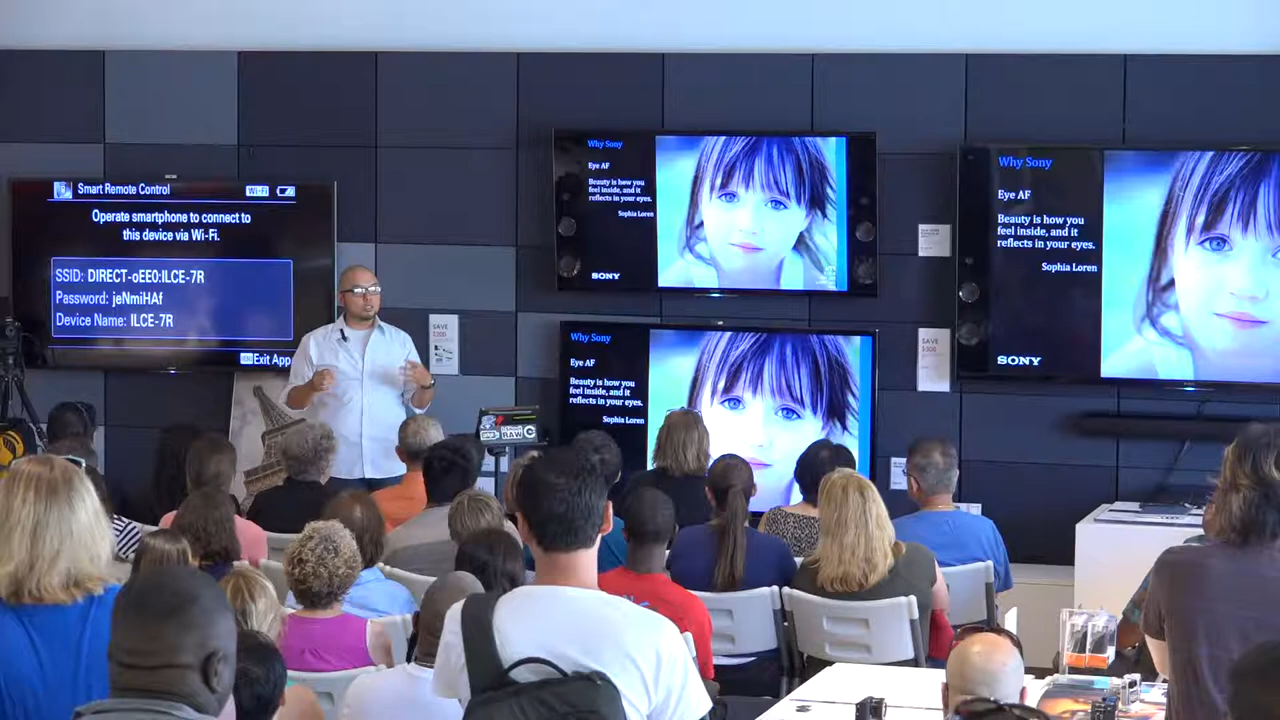 Smart Remote Control
Wi-Fi
Operate smartphone to connect to
this device via Wi-Fi.
SSID: DIRECT-oEE0:ILCE-7R
Password: jeNmiHAf
Device Name: ILCE-7R
MENU Exit App
SAVE
$200
Why Sony
Eye AF
Beauty is how you
feel inside, and it
reflects in your eyes.
Sophia Loren
SONY
Why Sony
Eye AF
Beauty is how you
feel inside, and it
reflects in your eyes.
Sophia Loren
RAW
Why Sony
Eye AF
Beauty is how you
feel inside, and it
reflects in your eyes.
Sophia Loren
SONY
SAVE
$300